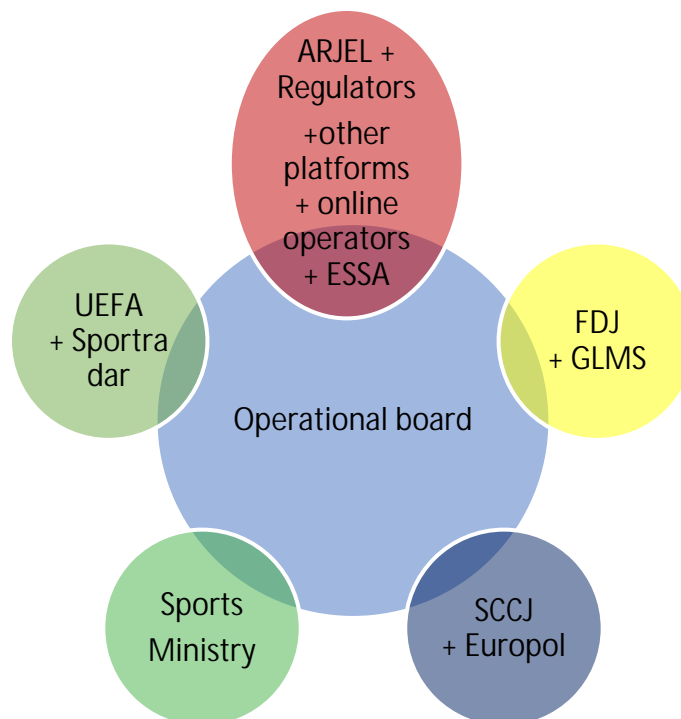 ARJEL +
Regulators
+other
platforms
+ online
operators
+ ESSA
UEFA
+ Sportra
dar
FDJ
+ GLMS
Operational board
Sports
Ministry
SCCJ
+ Europol